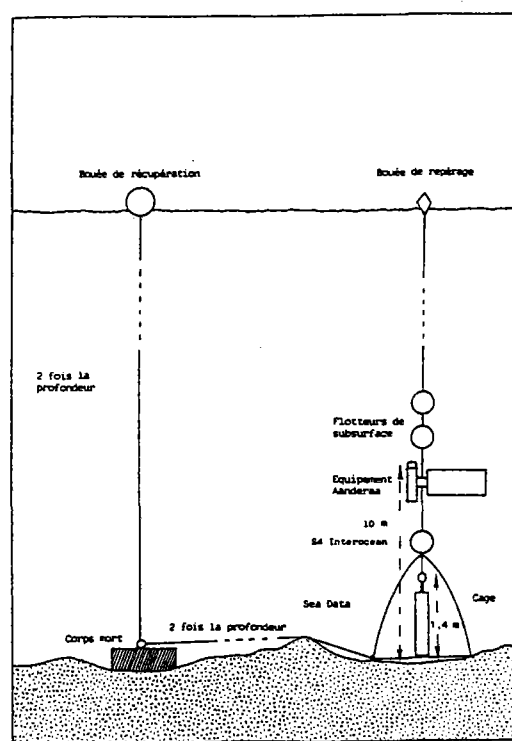 Bouée de récupération
Bouée de repérage
2 fois la
profondeur
Flotteurs de
subsurface
Equipement
Aanderaa
10 m
S4 Interocean
Sea Data
Cage
1,4 m
2 fois la profondeur
Corps mort